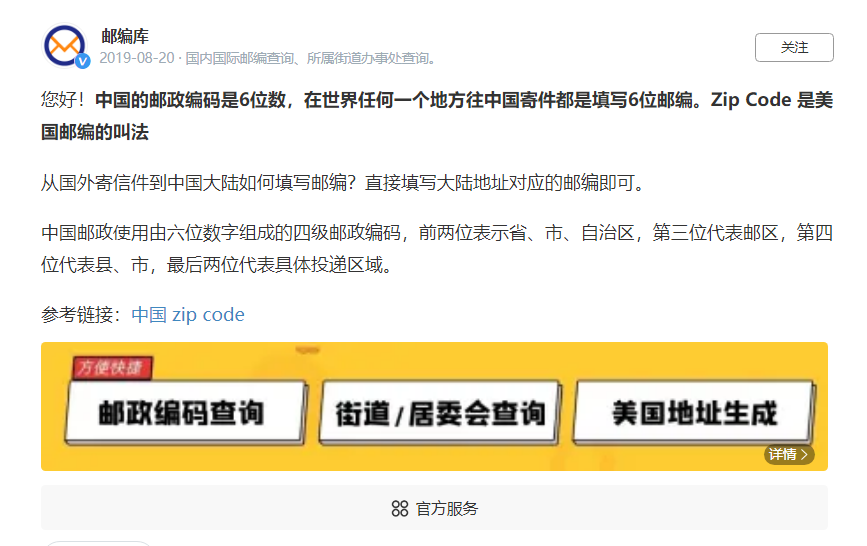 邮编库
2019-08-20 · 国内国际邮编查询、所属街道办事处查询。
关注
您好！中国的邮政编码是6位数，在世界任何一个地方往中国寄件都是填写6位邮编。Zip Code 是美
国邮编的叫法
从国外寄信件到中国大陆如何填写邮编？直接填写大陆地址对应的邮编即可。
中国邮政使用由六位数字组成的四级邮政编码，前两位表示省、市、自治区，第三位代表邮区，第四
位代表县、市，最后两位代表具体投递区域。
参考链接：中国 zip code
方便快捷
邮政编码查询
街道/居委会查询
美国地址生成
详情 >
官方服务